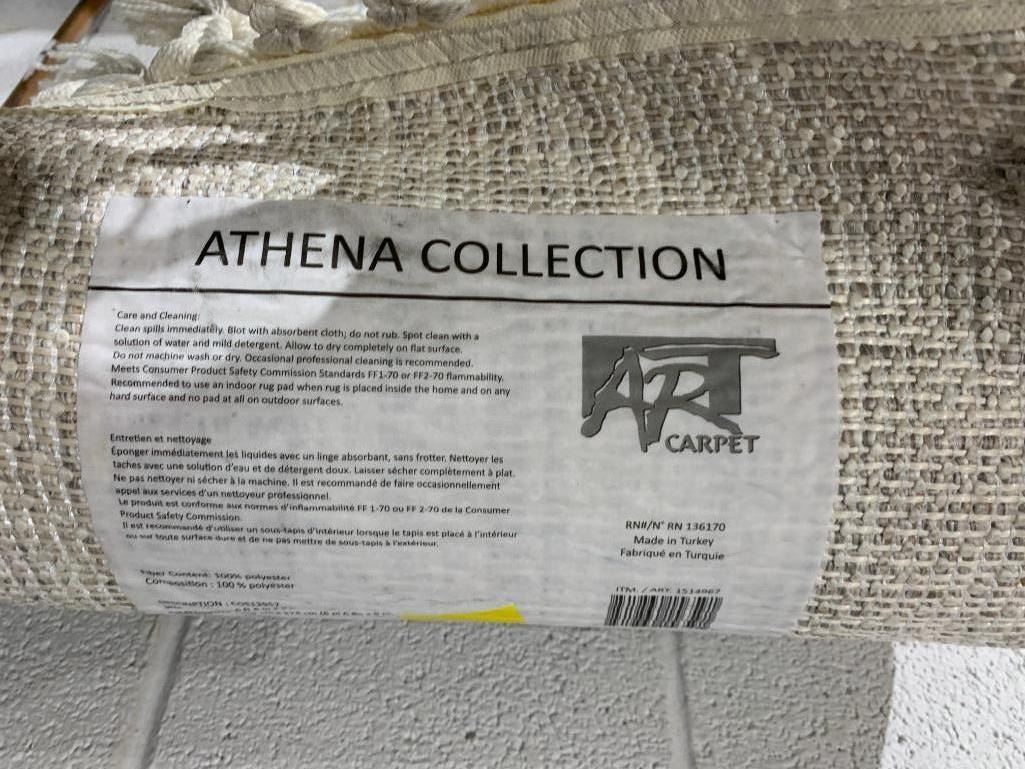 ATHENA COLLECTION
Care and Cleaning:
Clean spills immediately. Blot with absorbent cloth; do not rub. Spot clean with a
solution of water and mild detergent. Allow to dry completely on flat surface.
Do not machine wash or dry. Occasional professional cleaning is recommended.
Meets Consumer Product Safety Commission Standards FF1-70 or FF2-70 flammability.
Recommended to use an indoor rug pad when rug is placed inside the home and on any
hard surface and no pad at all on outdoor surfaces.
Entretien et nettoyage
Éponger immédiatement les liquides avec un linge absorbant, sans frotter. Nettoyer les
taches avec une solution d'eau et de détergent doux. Laisser sécher complètement à plat.
Ne pas nettoyer ni sécher à la machine. Il est recommandé de faire occasionnellement
appel aux services d'un nettoyeur professionnel.
Le produit est conforme aux normes d'inflammabilité FF 1-70 ou FF 2-70 de la Consumer
Product Safety Commission.
Il est recommandé d'utiliser un sous-tapis d'intérieur lorsque le tapis est placé à l'intérieur
ou sur toute surface dure et de ne pas mettre de sous-tapis à l'extérieur.
Fiber Content: 100% polyester
Composition : 100 % polyester
ART
CARPET
RN#/N° RN 136170
Made in Turkey
Fabriqué en Turquie
ITM. / ART. 1514967